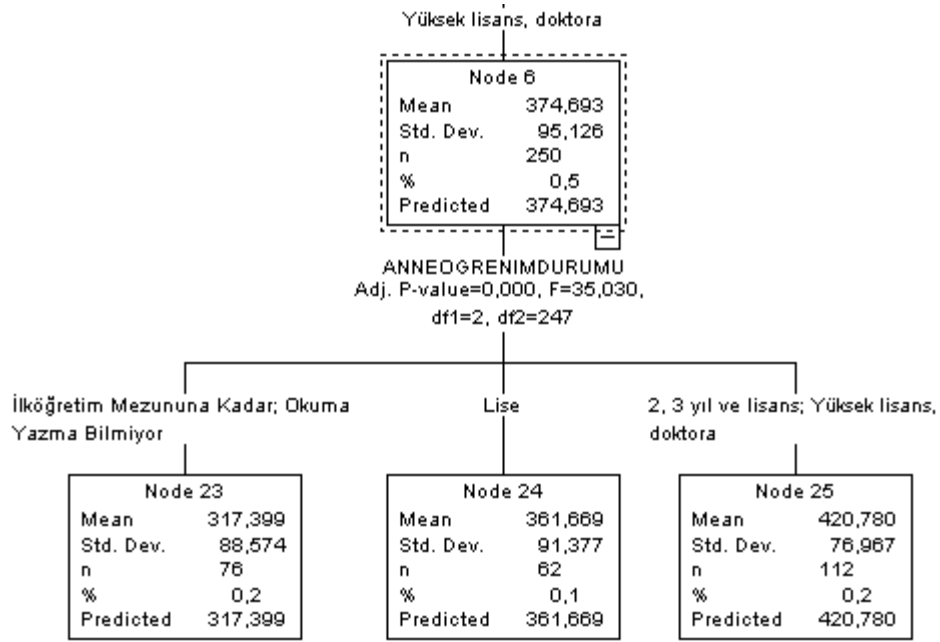 Yüksek lisans, doktora
Node 6
Mean 374,693
Std. Dev. 95,126
n 250
% 0,5
Predicted 374,693
ANNEOGRENIMDURUMU
Adj. P-value=0,000, F=35,030,
df1=2, df2=247
İlköğretim Mezununa Kadar; Okuma
Yazma Bilmiyor
Lise
2, 3 yıl ve lisans; Yüksek lisans,
doktora
Node 23
Mean 317,399
Std. Dev. 88,574
n 76
% 0,2
Predicted 317,399
Node 24
Mean 361,669
Std. Dev. 91,377
n 62
% 0,1
Predicted 361,669
Node 25
Mean 420,780
Std. Dev. 76,967
n 112
% 0,2
Predicted 420,780